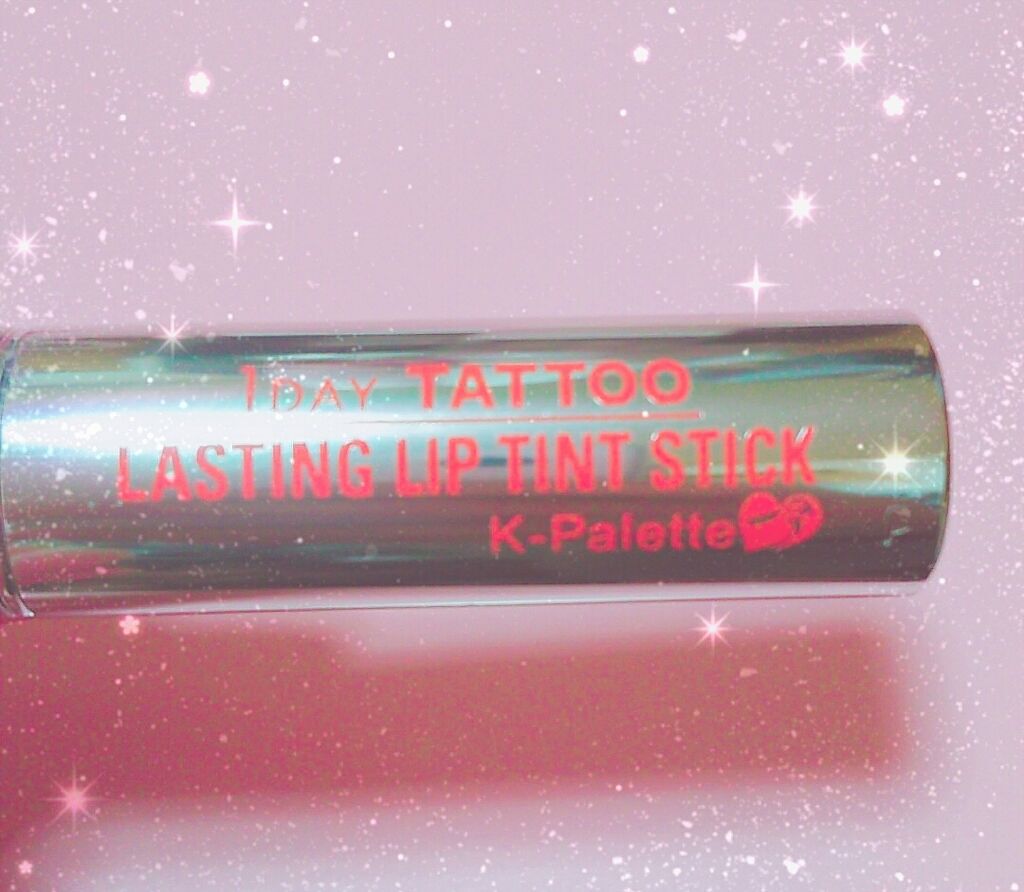 1DAY TATTOO
LASTING LIP TINT STICK
K-Palette